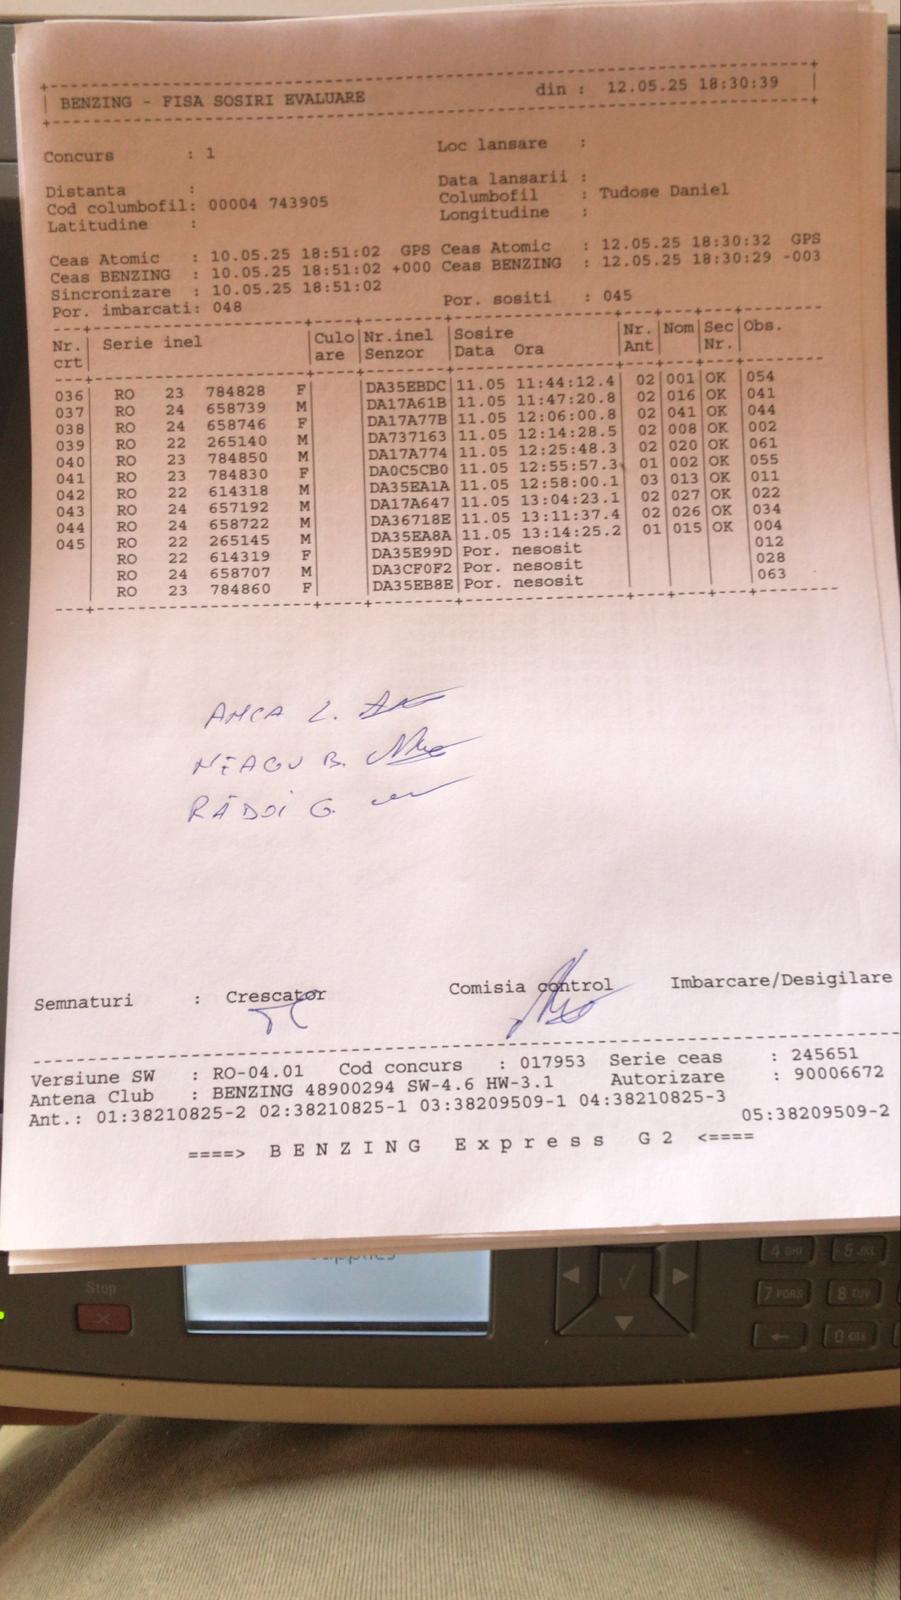 BENZING - FISA SOSIRI EVALUARE din : 12.05.25 18:30:39
Concurs : 1 Loc lansare :
Distanta : Data lansarii :
Cod columbofil: 00004 743905 Columbofil : Tudose Daniel
Latitudine : Longitudine :
Ceas Atomic : 10.05.25 18:51:02 GPS Ceas Atomic : 12.05.25 18:30:32 GPS
Ceas BENZING : 10.05.25 18:51:02 +000 Ceas BENZING : 12.05.25 18:30:29 -003
Sincronizare : 10.05.25 18:51:02
Por. imbarcati: 048 Por. sositi : 045
Nr. Serie inel Culo Nr.inel Sosire Nr. Nom Sec Obs.
crt are Senzor Data Ora Ant Nr.
036 RO 23 784828 F DA35EBDC 11.05 11:44:12.4 02 001 OK 054
037 RO 24 658739 M DA17A61B 11.05 11:47:20.8 02 016 OK 041
038 RO 24 658746 F DA17A77B 11.05 12:06:00.8 02 041 OK 044
039 RO 22 265140 M DA737163 11.05 12:14:28.5 02 008 OK 002
040 RO 23 784850 M DA17A774 11.05 12:25:48.3 02 020 OK 061
041 RO 23 784830 F DA0C5CB0 11.05 12:55:57.3 01 002 OK 055
042 RO 22 614318 M DA35EA1A 11.05 12:58:00.1 03 013 OK 011
043 RO 24 657192 M DA17A647 11.05 13:04:23.1 02 027 OK 022
044 RO 24 658722 M DA36718E 11.05 13:11:37.4 02 026 OK 034
045 RO 22 265145 M DA35EA8A 11.05 13:14:25.2 01 015 OK 004
RO 22 614319 F DA35E99D Por. nesosit 012
RO 24 658707 M DA3CF0F2 Por. nesosit 028
RO 23 784860 F DA35EB8E Por. nesosit 063
AMCA L.
NEAGU B.
RĂDOI G.
Semnaturi : Crescator Comisia control Imbarcare/Desigilare
Versiune SW : RO-04.01 Cod concurs : 017953 Serie ceas : 245651
Antena Club : BENZING 48900294 SW-4.6 HW-3.1 Autorizare : 90006672
Ant.: 01:38210825-2 02:38210825-1 03:38209509-1 04:38210825-3
05:38209509-2
====> B E N Z I N G E x p r e s s G 2 <====
Stop
4 GHI 5 JKL
7 PQRS 8 TUV
0